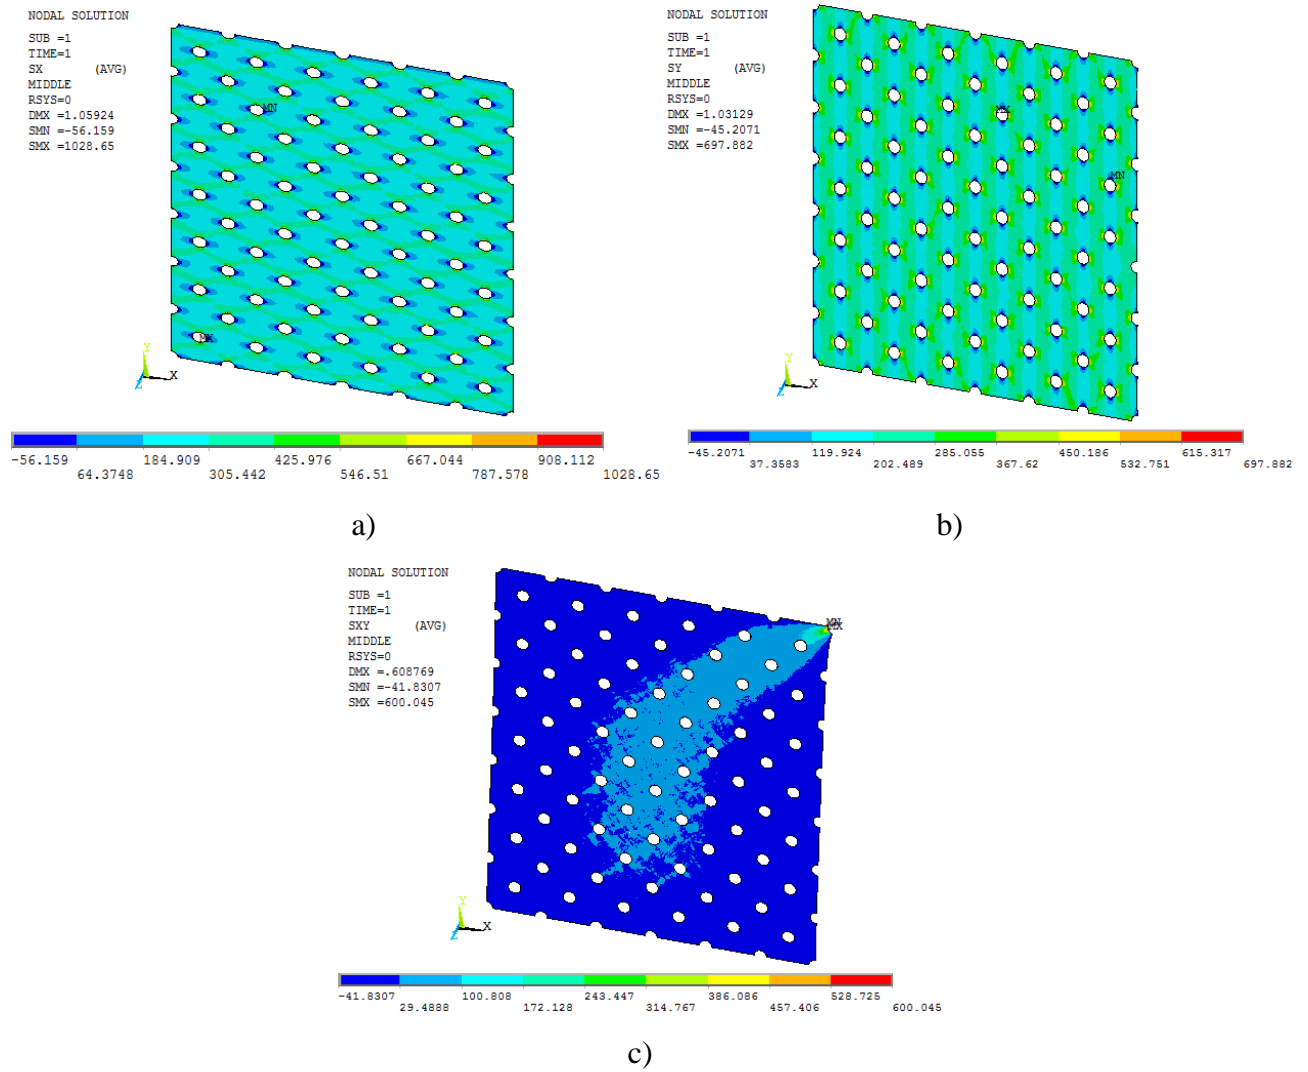 NODAL SOLUTION
SUB =1
TIME=1
SX (AVG)
MIDDLE
RSYS=0
DMX =1.05924
SMN =-56.159
SMX =1028.65
MN
MX
Y
Z X
-56.159 184.909 425.976 667.044 908.112
64.3748 305.442 546.51 787.578 1028.65
a)
NODAL SOLUTION
SUB =1
TIME=1
SY (AVG)
MIDDLE
RSYS=0
DMX =1.03129
SMN =-45.2071
SMX =697.882
MX
MN
Y
Z X
-45.2071 119.924 285.055 450.186 615.317
37.3583 202.489 367.62 532.751 697.882
b)
NODAL SOLUTION
SUB =1
TIME=1
SXY (AVG)
MIDDLE
RSYS=0
DMX =.608769
SMN =-41.8307
SMX =600.045
MN
MX
Y
Z X
-41.8307 100.808 243.447 386.086 528.725
29.4888 172.128 314.767 457.406 600.045
c)